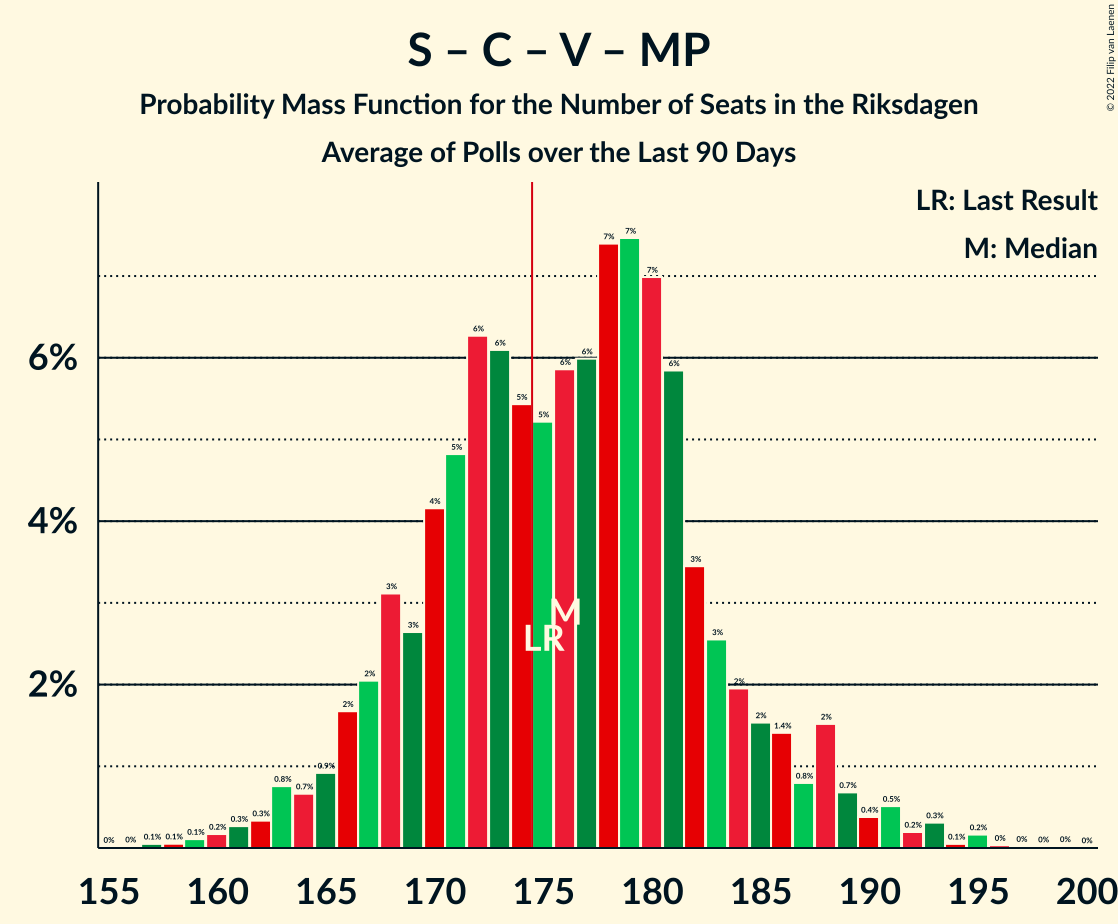 S – C – V – MP
Probability Mass Function for the Number of Seats in the Riksdagen
Average of Polls over the Last 90 Days
© 2022 Filip van Laenen
LR: Last Result
M: Median
6%
4%
2%
0% 0% 0.1% 0.1% 0.1% 0.2% 0.3% 0.3% 0.8% 0.7% 0.9% 2% 2% 3% 3% 4% 5% 6% 6% 5% 5% 6% 6% 7% 7% 7% 6% 3% 3% 2% 2% 1.4% 0.8% 2% 0.7% 0.4% 0.5% 0.2% 0.3% 0.1% 0.2% 0% 0% 0% 0% 0%
M
LR
155 160 165 170 175 180 185 190 195 200